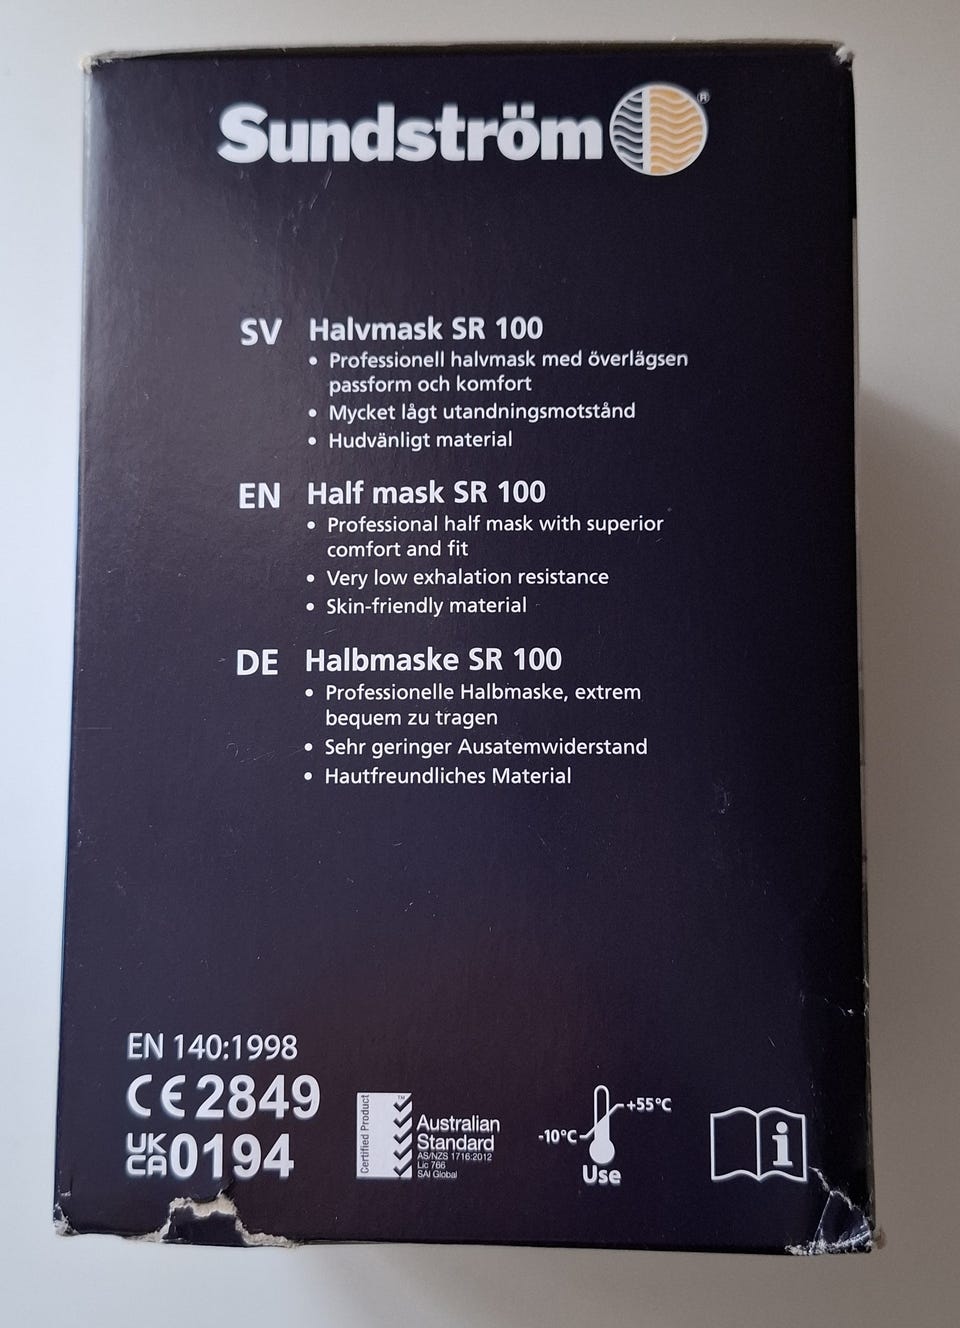 Sundström ®
SV Halvmask SR 100
• Professionell halvmask med överlägsen
passform och komfort
• Mycket lågt utandningsmotstånd
• Hudvänligt material
EN Half mask SR 100
• Professional half mask with superior
comfort and fit
• Very low exhalation resistance
• Skin-friendly material
DE Halbmaske SR 100
• Professionelle Halbmaske, extrem
bequem zu tragen
• Sehr geringer Ausatemwiderstand
• Hautfreundliches Material
EN 140:1998
CE 2849
UK
CA 0194
Certified Product
TM
Australian
Standard
AS/NZS 1716:2012
Lic 766
SAI Global
+55°C
-10°C
Use
i